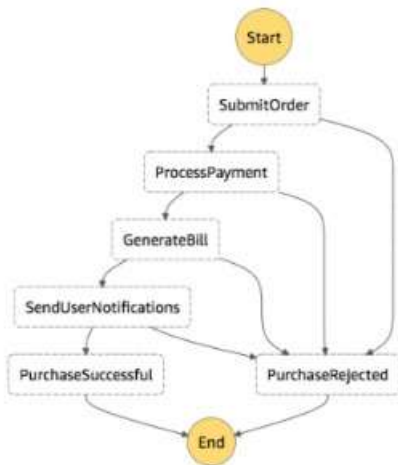 Start
SubmitOrder
ProcessPayment
GenerateBill
SendUserNotifications
PurchaseSuccessful
PurchaseRejected
End